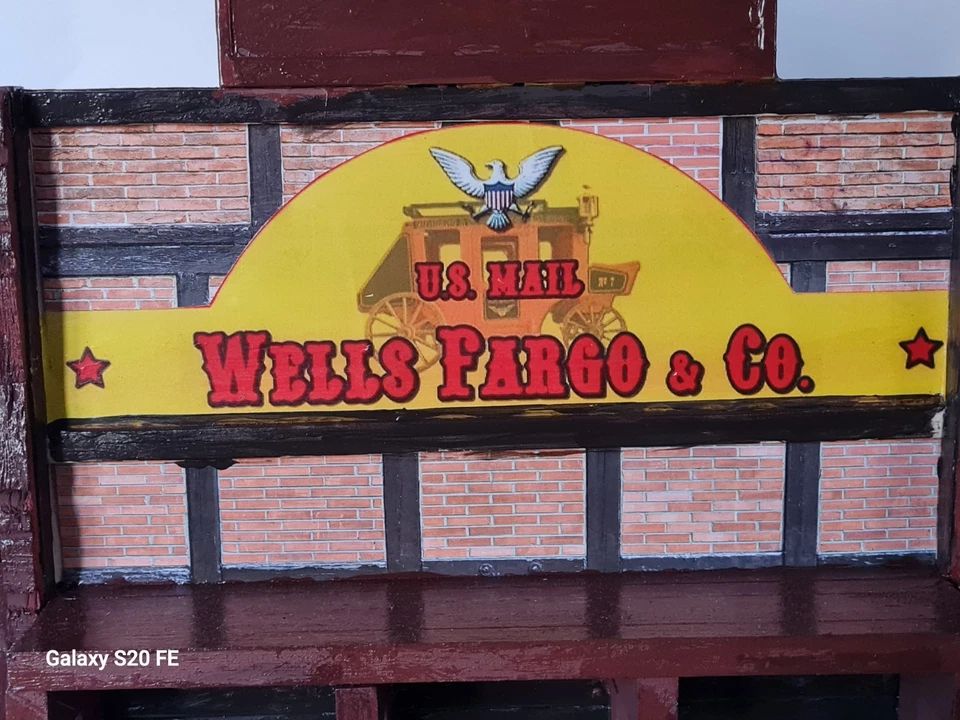 U.S. MAIL
WELLS FARGO & CO.
Galaxy S20 FE